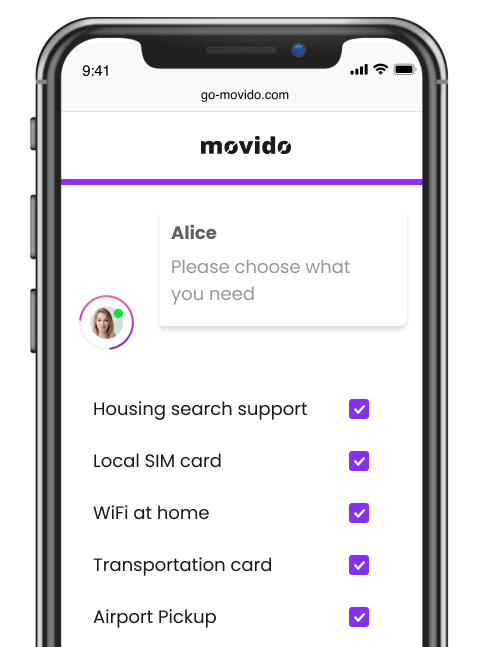 9:41
go-movido.com
movido
Alice
Please choose what
you need
Housing search support
Local SIM card
WiFi at home
Transportation card
Airport Pickup